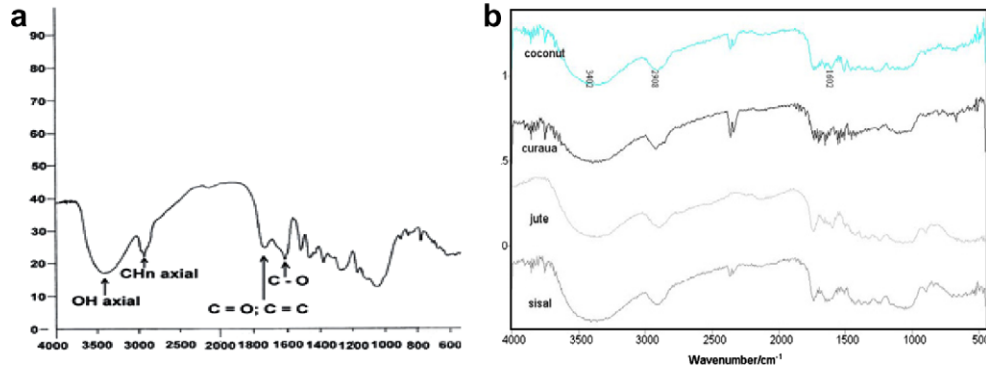 a
90
80
70
60
50
40
30
20
10
0
CHn axial
OH axial
C - O
C = O; C = C
4000 3500 3000 2500 2000 1800 1600 1400 1200 1000 800 600
b
coconut
3402
2908
1602
1
curaua
.5
jute
0
sisal
4000 3500 3000 2500 2000 1500 1000 500
Wavenumber/cm⁻¹